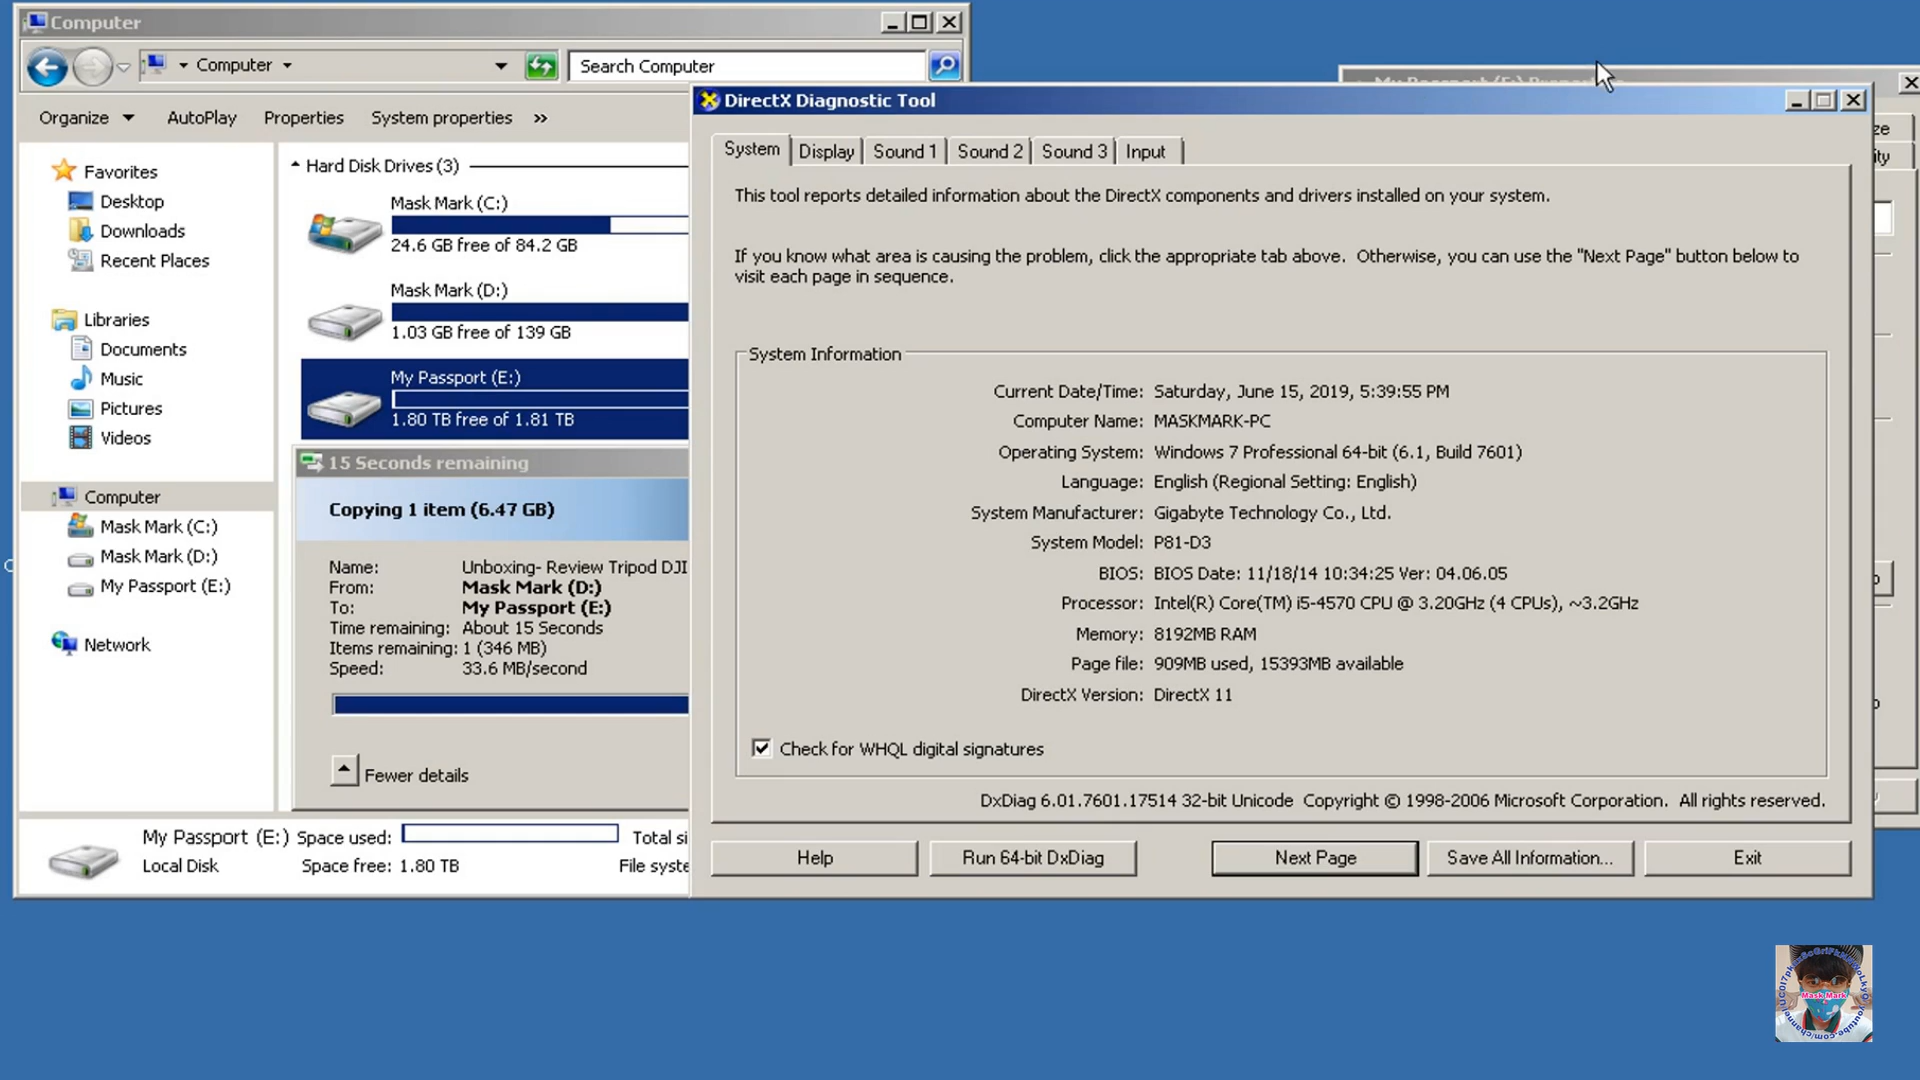 Computer
Computer
Search Computer
Organize
AutoPlay
Properties
System properties
»
Favorites
Desktop
Downloads
Recent Places
Libraries
Documents
Music
Pictures
Videos
Computer
Mask Mark (C:)
Mask Mark (D:)
My Passport (E:)
Network
Hard Disk Drives (3)
Mask Mark (C:)
24.6 GB free of 84.2 GB
Mask Mark (D:)
1.03 GB free of 139 GB
My Passport (E:)
1.80 TB free of 1.81 TB
15 Seconds remaining
Copying 1 item (6.47 GB)
Name: Unboxing- Review Tripod DJI
From: Mask Mark (D:)
To: My Passport (E:)
Time remaining: About 15 Seconds
Items remaining: 1 (346 MB)
Speed: 33.6 MB/second
Fewer details
My Passport (E:) Space used: Total si
Local Disk Space free: 1.80 TB File syste
DirectX Diagnostic Tool
System Display Sound 1 Sound 2 Sound 3 Input
This tool reports detailed information about the DirectX components and drivers installed on your system.
If you know what area is causing the problem, click the appropriate tab above. Otherwise, you can use the "Next Page" button below to
visit each page in sequence.
System Information
Current Date/Time: Saturday, June 15, 2019, 5:39:55 PM
Computer Name: MASKMARK-PC
Operating System: Windows 7 Professional 64-bit (6.1, Build 7601)
Language: English (Regional Setting: English)
System Manufacturer: Gigabyte Technology Co., Ltd.
System Model: P81-D3
BIOS: BIOS Date: 11/18/14 10:34:25 Ver: 04.06.05
Processor: Intel(R) Core(TM) i5-4570 CPU @ 3.20GHz (4 CPUs), ~3.2GHz
Memory: 8192MB RAM
Page file: 909MB used, 15393MB available
DirectX Version: DirectX 11
Check for WHQL digital signatures
DxDiag 6.01.7601.17514 32-bit Unicode Copyright © 1998-2006 Microsoft Corporation. All rights reserved.
Help
Run 64-bit DxDiag
Next Page
Save All Information...
Exit
ze
ity
Mask Mark